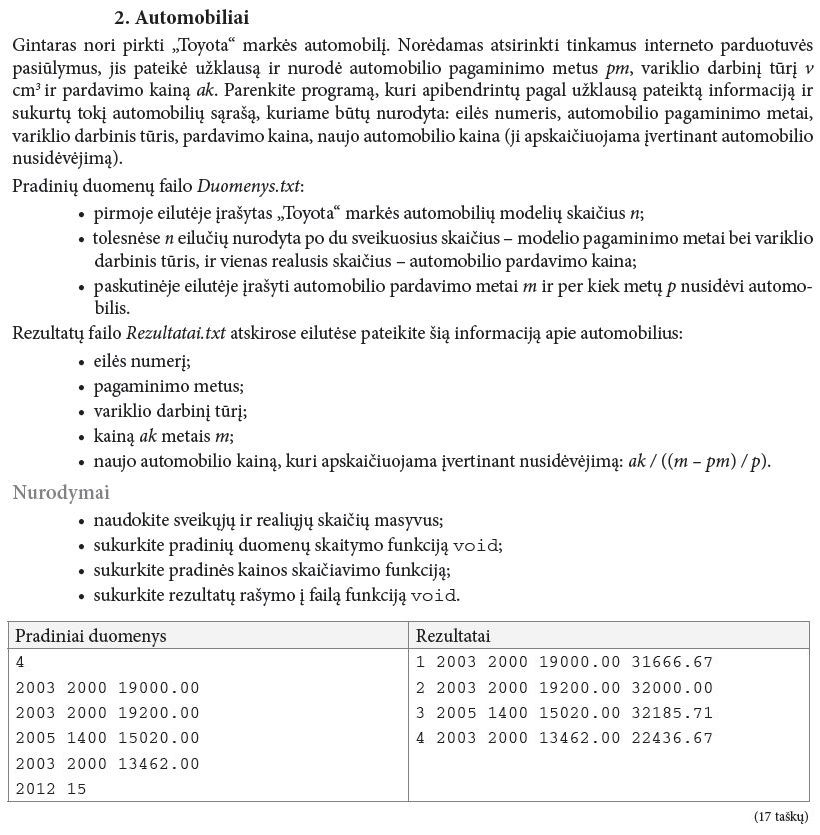 2. Automobiliai
Gintaras nori pirkti „Toyota“ markės automobilį. Norėdamas atsirinkti tinkamus interneto parduotuvės
pasiūlymus, jis pateikė užklausą ir nurodė automobilio pagaminimo metus pm, variklio darbinį tūrį v
cm³ ir pardavimo kainą ak. Parenkite programą, kuri apibendrintų pagal užklausą pateiktą informaciją ir
sukurtų tokį automobilių sąrašą, kuriame būtų nurodyta: eilės numeris, automobilio pagaminimo metai,
variklio darbinis tūris, pardavimo kaina, naujo automobilio kaina (ji apskaičiuojama įvertinant automobilio
nusidėvėjimą).
Pradinių duomenų failo Duomenys.txt:
• pirmoje eilutėje įrašytas „Toyota“ markės automobilių modelių skaičius n;
• tolesnėse n eilučių nurodyta po du sveikuosius skaičius – modelio pagaminimo metai bei variklio
darbinis tūris, ir vienas realusis skaičius – automobilio pardavimo kaina;
• paskutinėje eilutėje įrašyti automobilio pardavimo metai m ir per kiek metų p nusidėvi automo-
bilis.
Rezultatų failo Rezultatai.txt atskirose eilutėse pateikite šią informaciją apie automobilius:
• eilės numerį;
• pagaminimo metus;
• variklio darbinį tūrį;
• kainą ak metais m;
• naujo automobilio kainą, kuri apskaičiuojama įvertinant nusidėvėjimą: ak / ((m – pm) / p).
Nurodymai
• naudokite sveikųjų ir realiųjų skaičių masyvus;
• sukurkite pradinių duomenų skaitymo funkciją void;
• sukurkite pradinės kainos skaičiavimo funkciją;
• sukurkite rezultatų rašymo į failą funkciją void.
Pradiniai duomenys
4
2003 2000 19000.00
2003 2000 19200.00
2005 1400 15020.00
2003 2000 13462.00
2012 15
Rezultatai
1 2003 2000 19000.00 31666.67
2 2003 2000 19200.00 32000.00
3 2005 1400 15020.00 32185.71
4 2003 2000 13462.00 22436.67
(17 taškų)